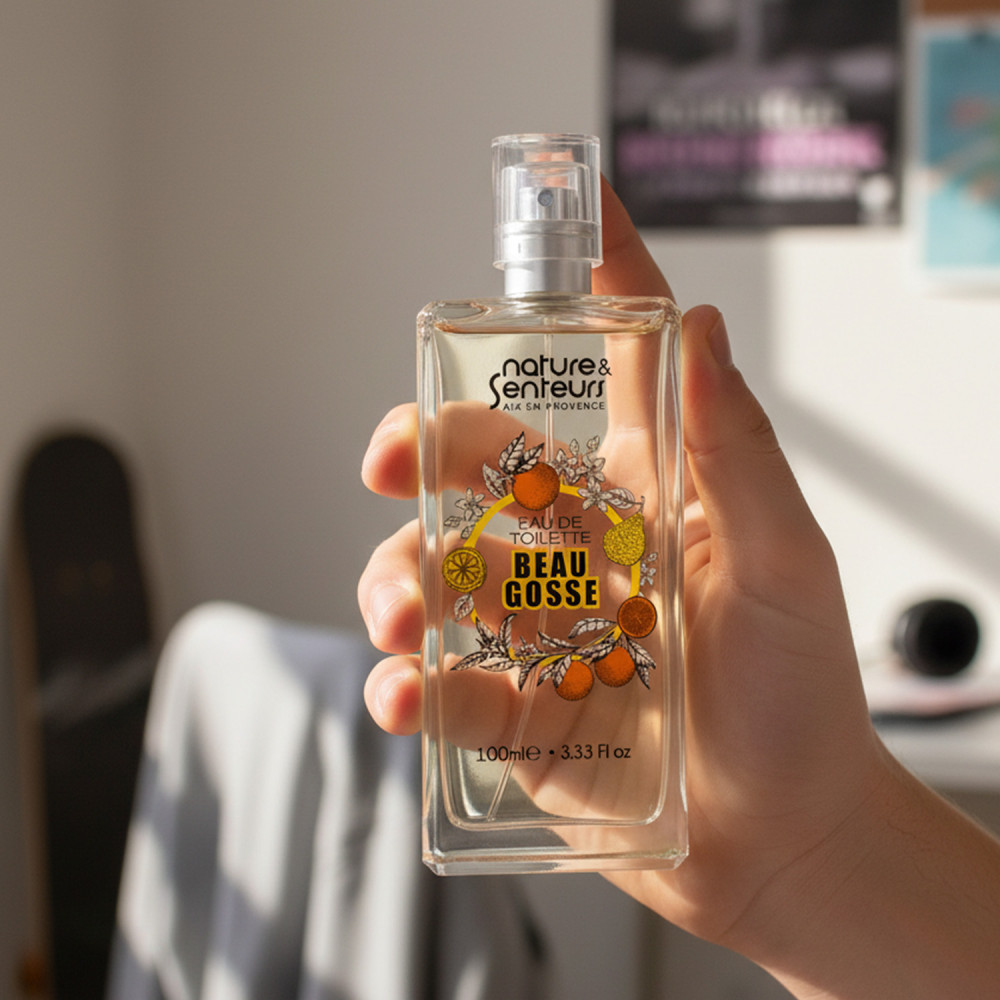 nature&
Senteurs
AIX EN PROVENCE
EAU DE
TOILETTE
BEAU
GOSSE
100ml℮ • 3.33 Fl oz